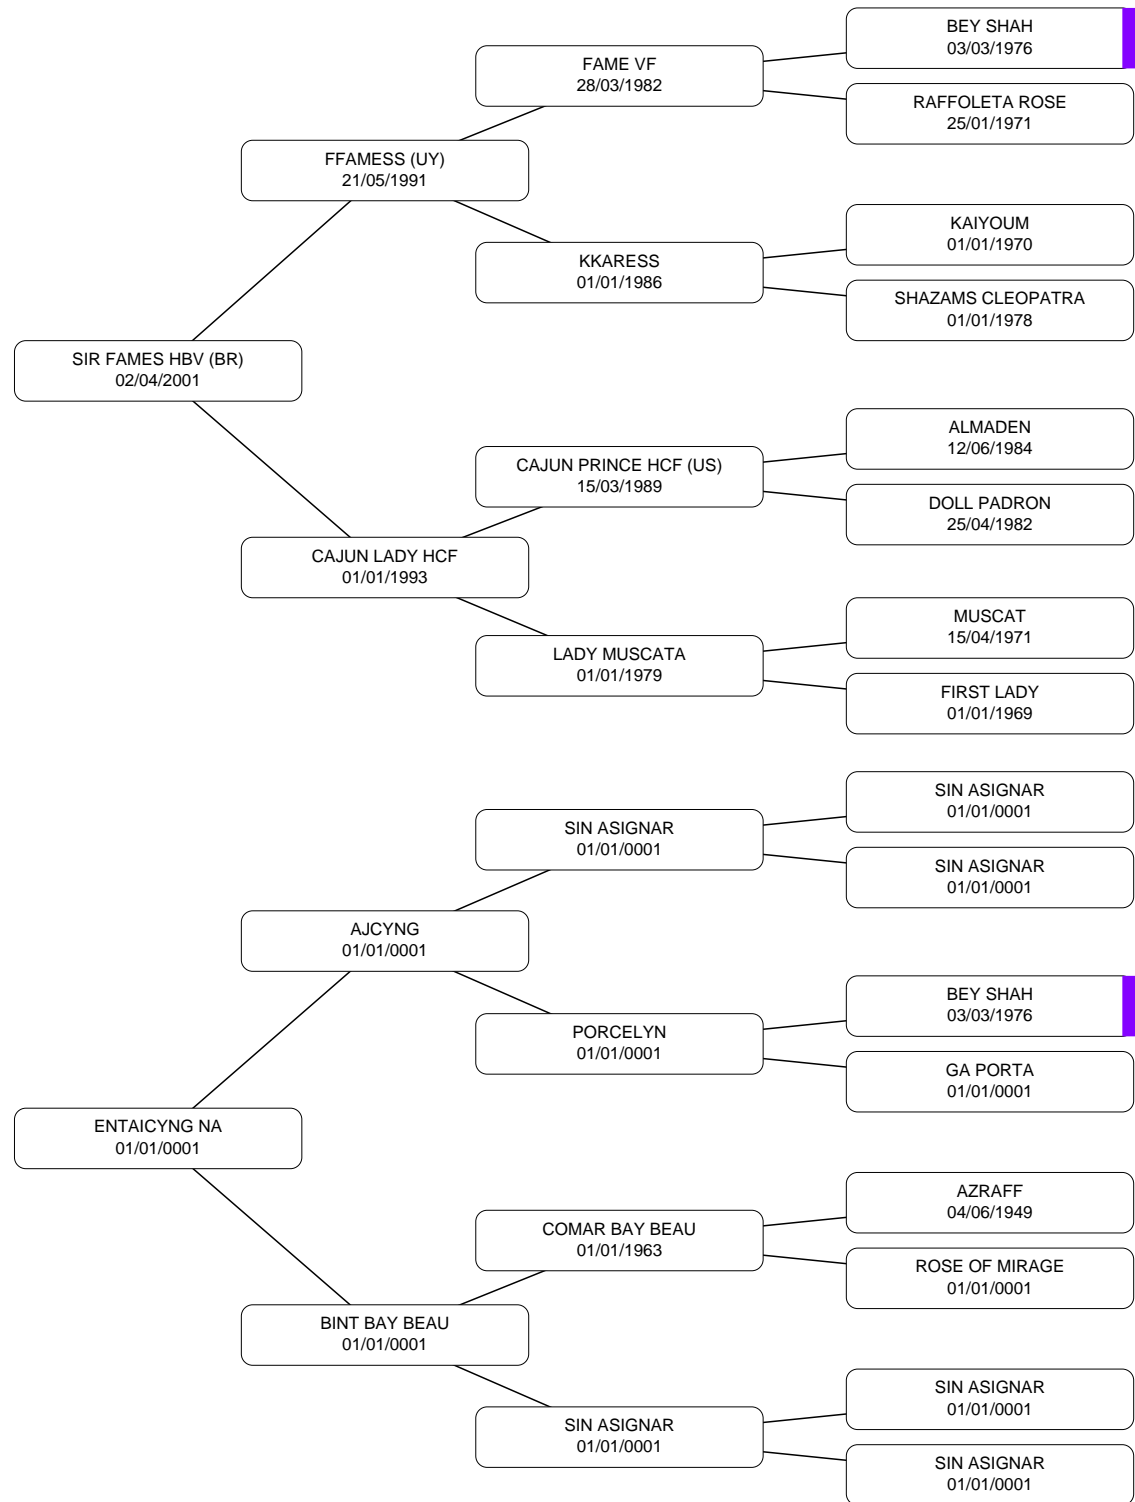 BEY SHAH
03/03/1976
FAME VF
28/03/1982
RAFFOLETA ROSE
25/01/1971
FFAMESS (UY)
21/05/1991
KAIYOUM
01/01/1970
KKARESS
01/01/1986
SHAZAMS CLEOPATRA
01/01/1978
SIR FAMES HBV (BR)
02/04/2001
ALMADEN
12/06/1984
CAJUN PRINCE HCF (US)
15/03/1989
DOLL PADRON
25/04/1982
CAJUN LADY HCF
01/01/1993
MUSCAT
15/04/1971
LADY MUSCATA
01/01/1979
FIRST LADY
01/01/1969
SIN ASIGNAR
01/01/0001
SIN ASIGNAR
01/01/0001
SIN ASIGNAR
01/01/0001
AJCYNG
01/01/0001
BEY SHAH
03/03/1976
PORCELYN
01/01/0001
GA PORTA
01/01/0001
ENTAICYNG NA
01/01/0001
AZRAFF
04/06/1949
COMAR BAY BEAU
01/01/1963
ROSE OF MIRAGE
01/01/0001
BINT BAY BEAU
01/01/0001
SIN ASIGNAR
01/01/0001
SIN ASIGNAR
01/01/0001
SIN ASIGNAR
01/01/0001